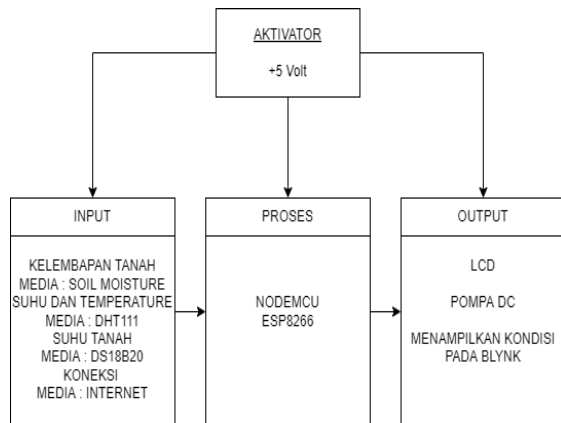 AKTIVATOR
+5 Volt
INPUT
KELEMBAPAN TANAH
MEDIA : SOIL MOISTURE
SUHU DAN TEMPERATURE
MEDIA : DHT111
SUHU TANAH
MEDIA : DS18B20
KONEKSI
MEDIA : INTERNET
PROSES
NODEMCU
ESP8266
OUTPUT
LCD
POMPA DC
MENAMPILKAN KONDISI
PADA BLYNK